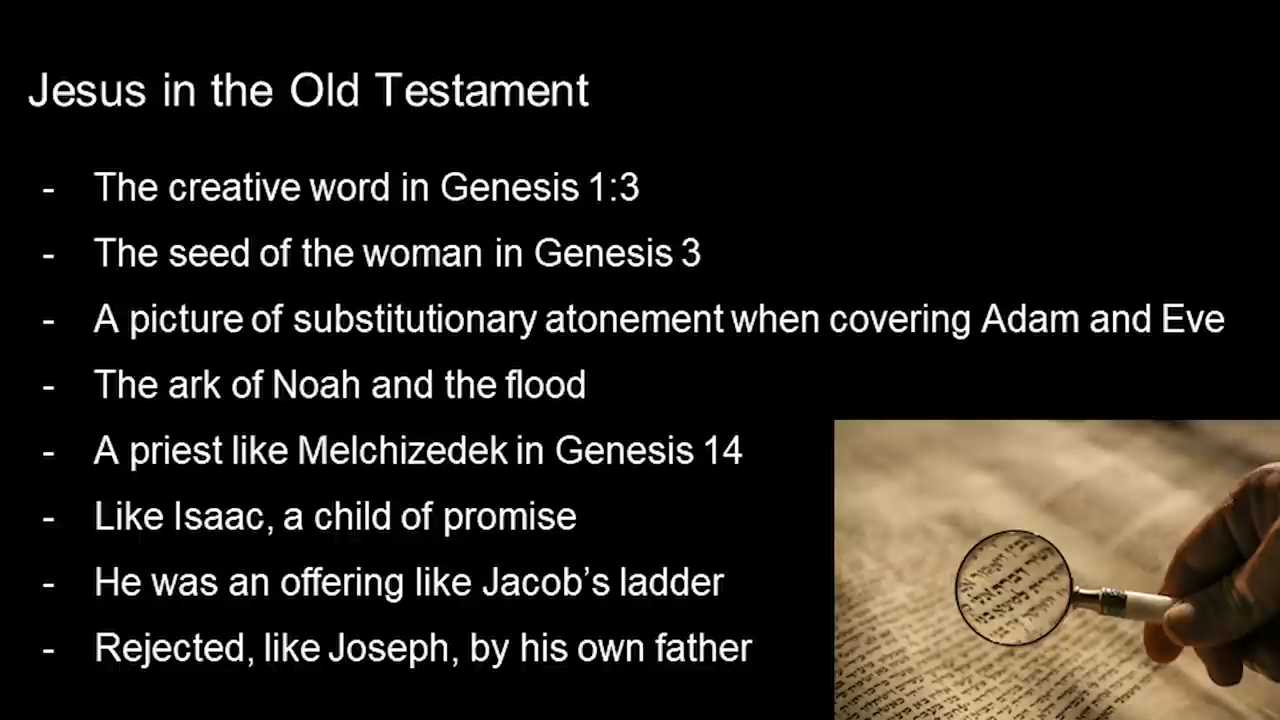 Jesus in the Old Testament
- The creative word in Genesis 1:3
- The seed of the woman in Genesis 3
- A picture of substitutionary atonement when covering Adam and Eve
- The ark of Noah and the flood
- A priest like Melchizedek in Genesis 14
- Like Isaac, a child of promise
- He was an offering like Jacob’s ladder
- Rejected, like Joseph, by his own father